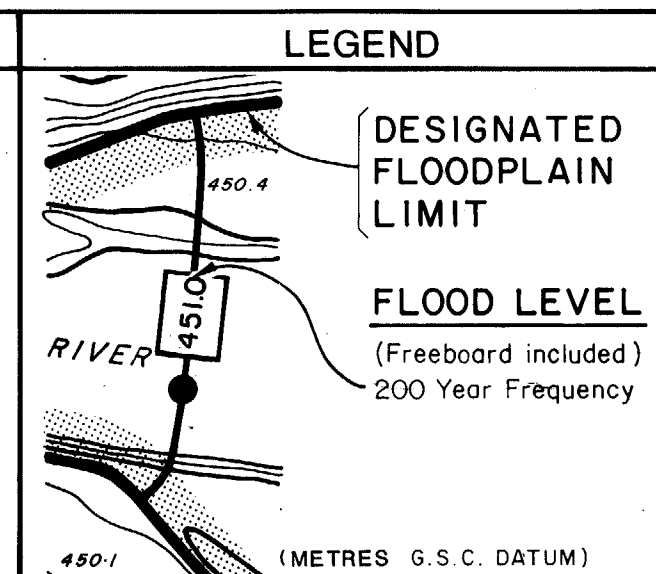 LEGEND
DESIGNATED
FLOODPLAIN
LIMIT
450.4
451.0
FLOOD LEVEL
(Freeboard included)
200 Year Frequency
RIVER
450.1
(METRES G.S.C. DATUM)